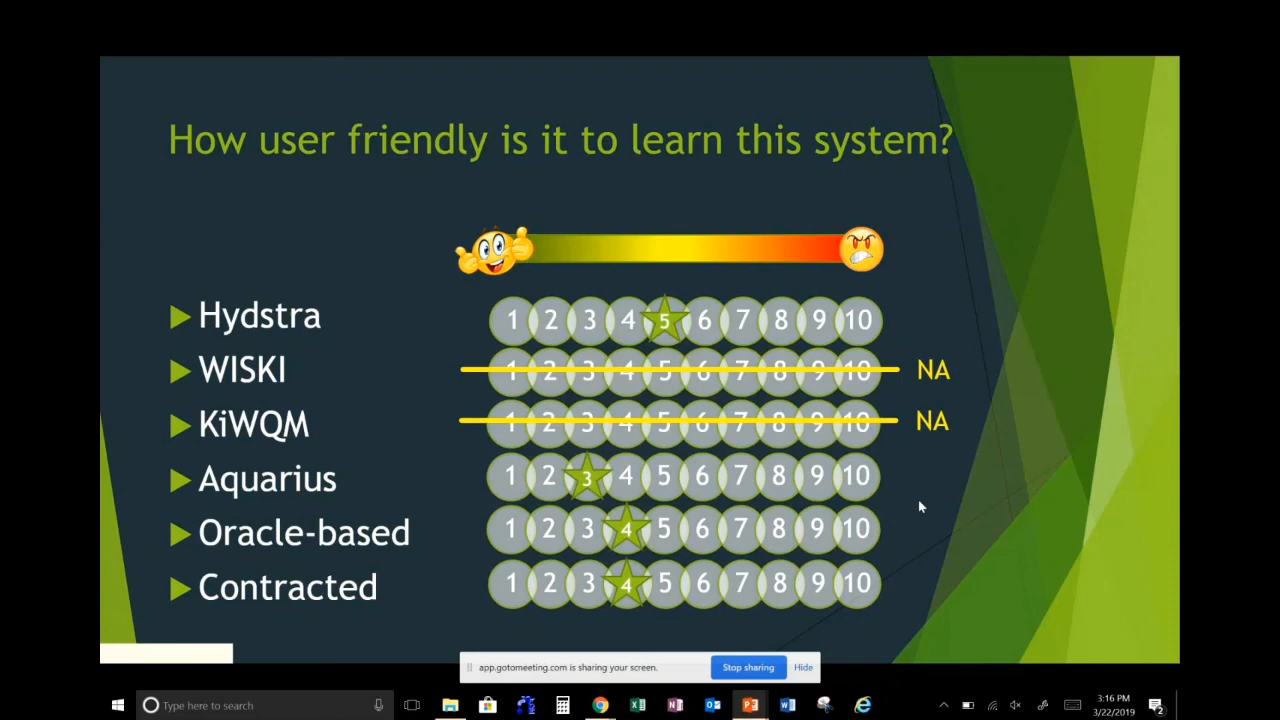 How user friendly is it to learn this system?
Hydstra 1 2 3 4 5 6 7 8 9 10
WISKI 1 2 3 4 5 6 7 8 9 10 NA
KiWQM 1 2 3 4 5 6 7 8 9 10 NA
Aquarius 1 2 3 4 5 6 7 8 9 10
Oracle-based 1 2 3 4 5 6 7 8 9 10
Contracted 1 2 3 4 5 6 7 8 9 10
app.gotomeeting.com is sharing your screen. Stop sharing Hide
Type here to search
3:16 PM
3/22/2019
2